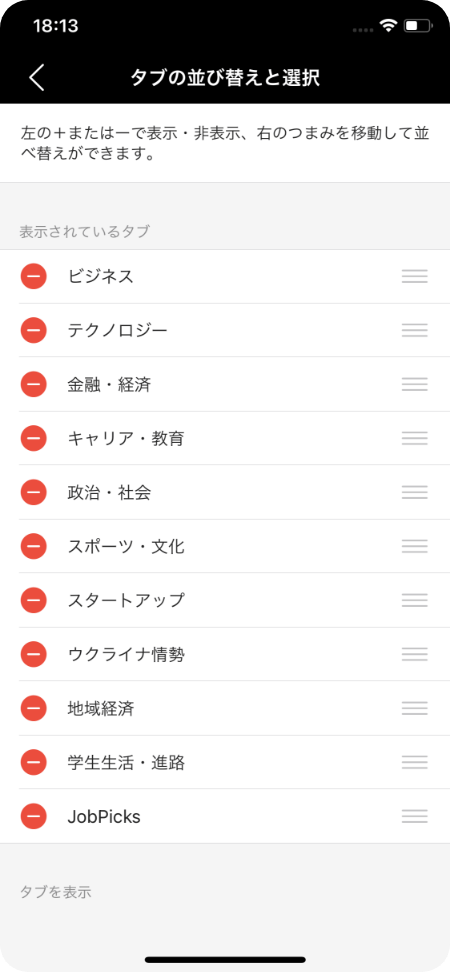 18:13
タブの並び替えと選択
左の＋またはーで表示・非表示、右のつまみを移動して並
べ替えができます。
表示されているタブ
ビジネス
テクノロジー
金融・経済
キャリア・教育
政治・社会
スポーツ・文化
スタートアップ
ウクライナ情勢
地域経済
学生生活・進路
JobPicks
タブを表示